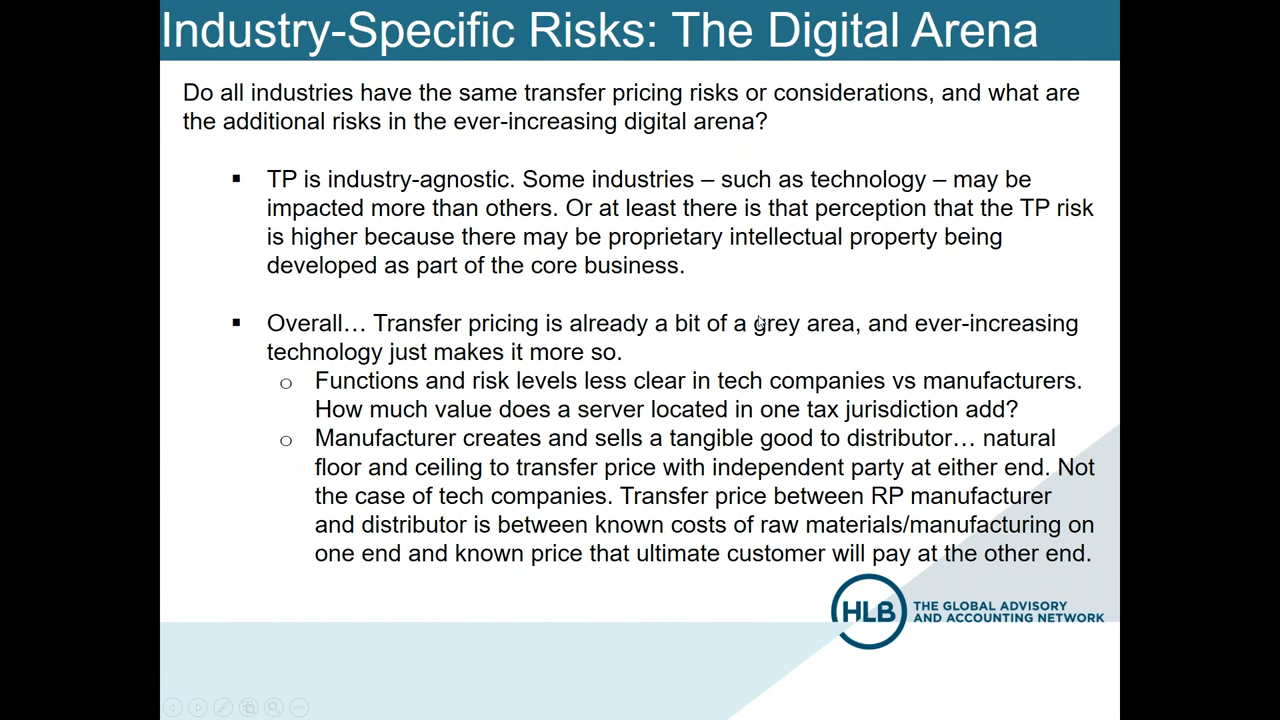 Industry-Specific Risks: The Digital Arena
Do all industries have the same transfer pricing risks or considerations, and what are
the additional risks in the ever-increasing digital arena?
▪ TP is industry-agnostic. Some industries – such as technology – may be
impacted more than others. Or at least there is that perception that the TP risk
is higher because there may be proprietary intellectual property being
developed as part of the core business.
▪ Overall… Transfer pricing is already a bit of a grey area, and ever-increasing
technology just makes it more so.
o Functions and risk levels less clear in tech companies vs manufacturers.
How much value does a server located in one tax jurisdiction add?
o Manufacturer creates and sells a tangible good to distributor… natural
floor and ceiling to transfer price with independent party at either end. Not
the case of tech companies. Transfer price between RP manufacturer
and distributor is between known costs of raw materials/manufacturing on
one end and known price that ultimate customer will pay at the other end.
HLB THE GLOBAL ADVISORY
AND ACCOUNTING NETWORK